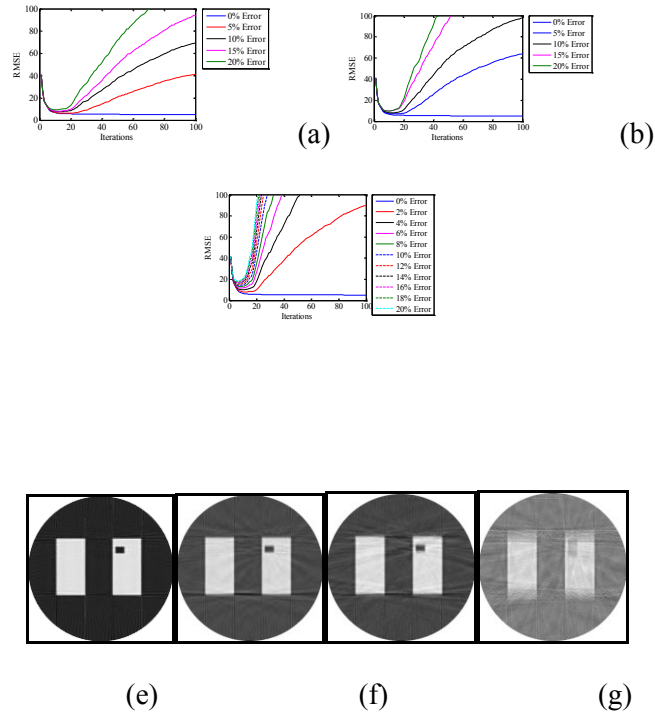 100
80
60
40
20
0
RMSE
0 20 40 60 80 100
Iterations
0% Error
5% Error
10% Error
15% Error
20% Error
(a)
100
80
60
40
20
0
RMSE
0 20 40 60 80 100
Iterations
0% Error
5% Error
10% Error
15% Error
20% Error
(b)
100
80
60
40
20
0
RMSE
0 20 40 60 80 100
Iterations
0% Error
2% Error
4% Error
6% Error
8% Error
10% Error
12% Error
14% Error
16% Error
18% Error
20% Error
(e) (f) (g)